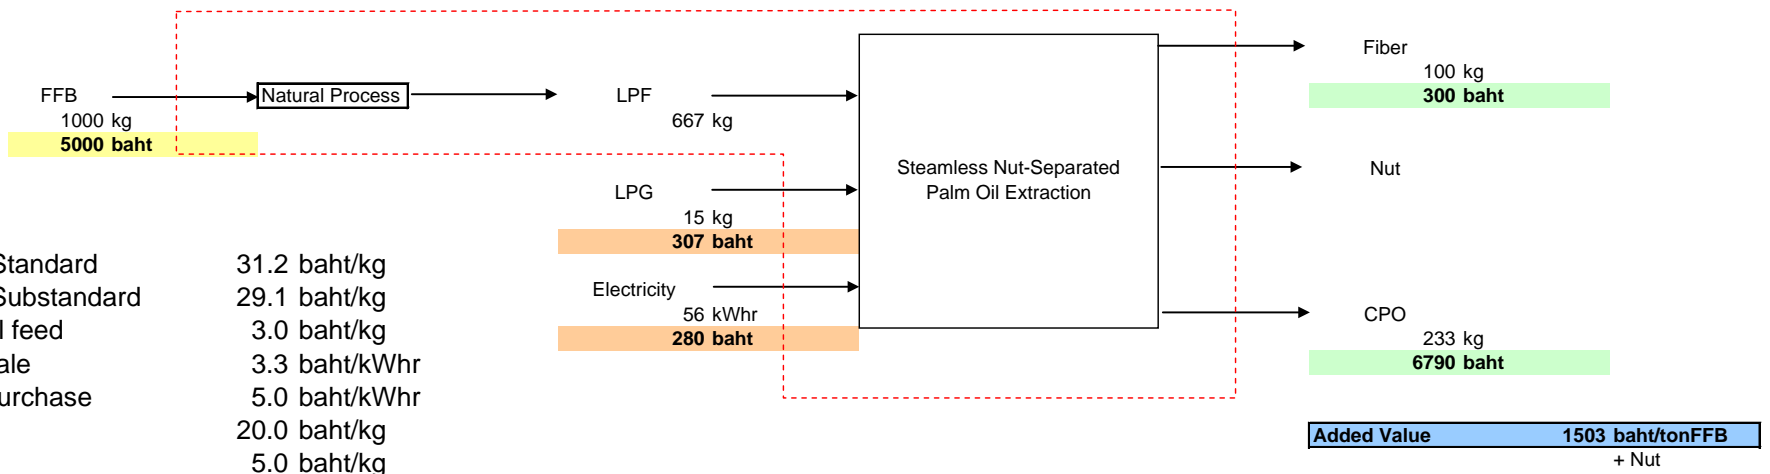 Fiber
100 kg
300 baht
FFB
Natural Process
LPF
1000 kg
667 kg
5000 baht
Steamless Nut-Separated
Palm Oil Extraction
Nut
LPG
15 kg
307 baht
Standard 31.2 baht/kg
Substandard 29.1 baht/kg
feed 3.0 baht/kg
3.3 baht/kWhr
5.0 baht/kWhr
20.0 baht/kg
5.0 baht/kg
Electricity
56 kWhr
280 baht
CPO
233 kg
6790 baht
Added Value 1503 baht/tonFFB
+ Nut